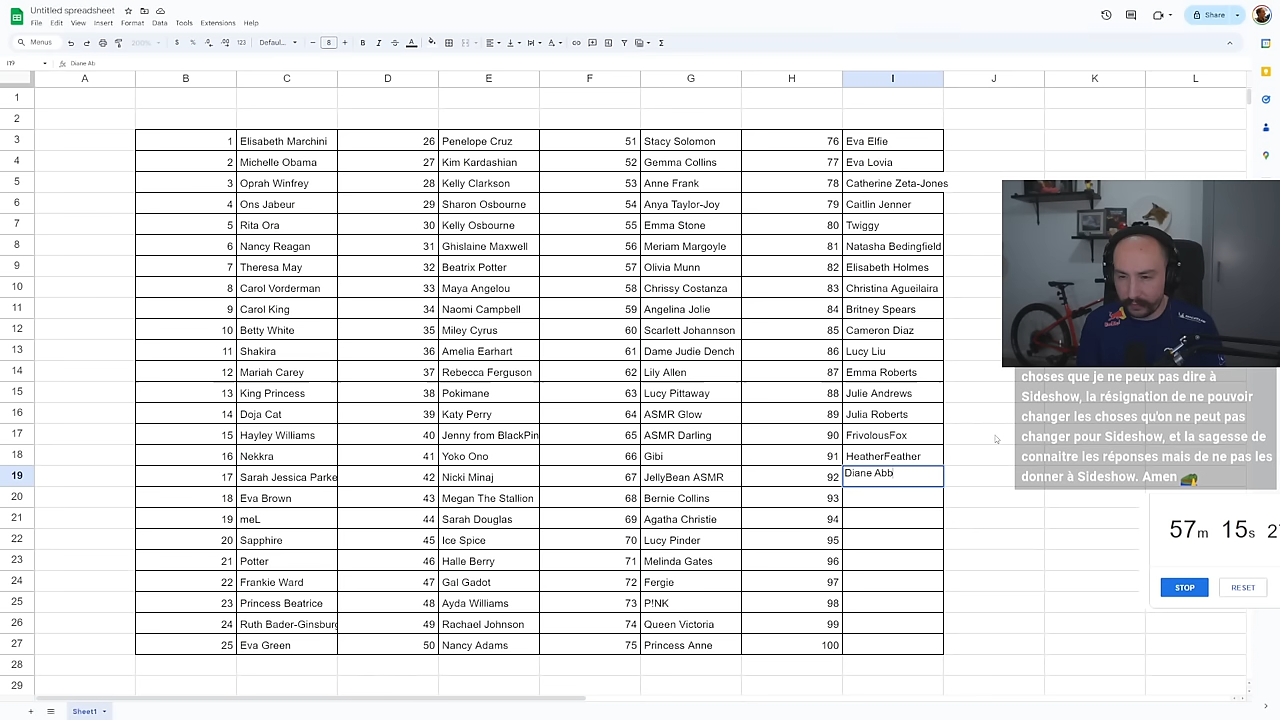 Untitled spreadsheet
File Edit View Insert Format Data Tools Extensions Help
Share
Menus 200% $ % .0 .00 123 Defaul... − 8 + B I A
I19 fx Diane Ab
A B C D E F G H I J K L
1
2
3 1 Elisabeth Marchini 26 Penelope Cruz 51 Stacy Solomon 76 Eva Elfie
4 2 Michelle Obama 27 Kim Kardashian 52 Gemma Collins 77 Eva Lovia
5 3 Oprah Winfrey 28 Kelly Clarkson 53 Anne Frank 78 Catherine Zeta-Jones
6 4 Ons Jabeur 29 Sharon Osbourne 54 Anya Taylor-Joy 79 Caitlin Jenner
7 5 Rita Ora 30 Kelly Osbourne 55 Emma Stone 80 Twiggy
8 6 Nancy Reagan 31 Ghislaine Maxwell 56 Meriam Margoyle 81 Natasha Bedingfield
9 7 Theresa May 32 Beatrix Potter 57 Olivia Munn 82 Elisabeth Holmes
10 8 Carol Vorderman 33 Maya Angelou 58 Chrissy Costanza 83 Christina Agueilaira
11 9 Carol King 34 Naomi Campbell 59 Angelina Jolie 84 Britney Spears
12 10 Betty White 35 Miley Cyrus 60 Scarlett Johannson 85 Cameron Diaz
13 11 Shakira 36 Amelia Earhart 61 Dame Judie Dench 86 Lucy Liu
14 12 Mariah Carey 37 Rebecca Ferguson 62 Lily Allen 87 Emma Roberts
15 13 King Princess 38 Pokimane 63 Lucy Pittaway 88 Julie Andrews
16 14 Doja Cat 39 Katy Perry 64 ASMR Glow 89 Julia Roberts
17 15 Hayley Williams 40 Jenny from BlackPin 65 ASMR Darling 90 FrivolousFox
18 16 Nekkra 41 Yoko Ono 66 Gibi 91 HeatherFeather
19 17 Sarah Jessica Parke 42 Nicki Minaj 67 JellyBean ASMR 92 Diane Abb
20 18 Eva Brown 43 Megan The Stallion 68 Bernie Collins 93
21 19 meL 44 Sarah Douglas 69 Agatha Christie 94
22 20 Sapphire 45 Ice Spice 70 Lucy Pinder 95
23 21 Potter 46 Halle Berry 71 Melinda Gates 96
24 22 Frankie Ward 47 Gal Gadot 72 Fergie 97
25 23 Princess Beatrice 48 Ayda Williams 73 P!NK 98
26 24 Ruth Bader-Ginsburg 49 Rachael Johnson 74 Queen Victoria 99
27 25 Eva Green 50 Nancy Adams 75 Princess Anne 100
28
29
choses que je ne peux pas dire à
Sideshow, la résignation de ne pouvoir
changer les choses qu'on ne peut pas
changer pour Sideshow, et la sagesse de
connaitre les réponses mais de ne pas les
donner à Sideshow. Amen
57m 15s 2
STOP RESET
Sheet1